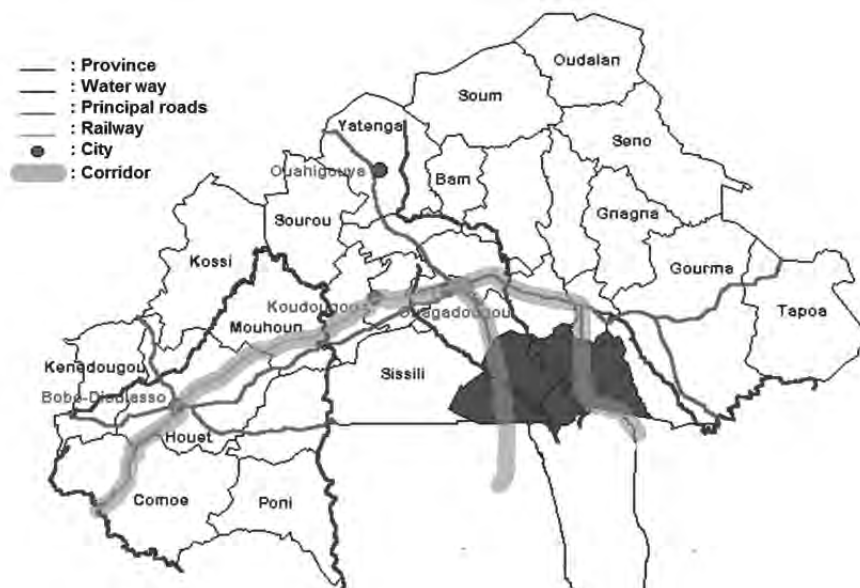 : Province
: Water way
: Principal roads
: Railway
: City
: Corridor
Oudalan
Soum
Yatenga
Seno
Ouahigouya
Bam
Sourou
Gnagna
Kossi
Gourma
Koudougou
Ouagadougou
Mouhoun
Tapoa
Kenedougou
Sissili
Bobo-Dioulasso
Houet
Comoe
Poni